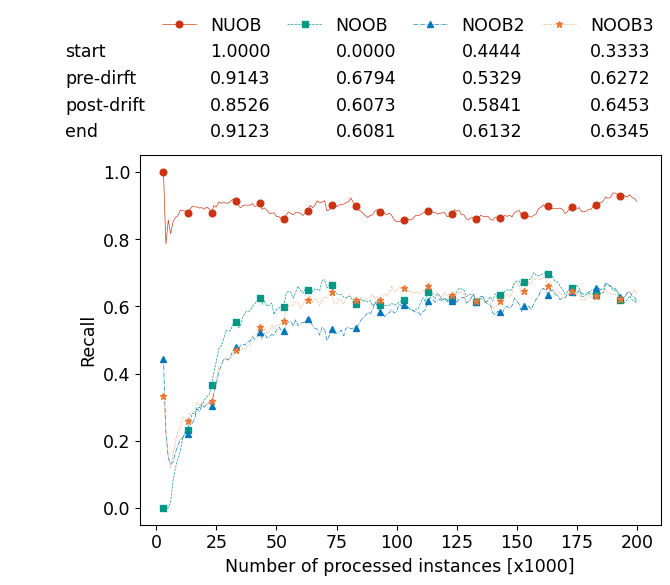 NUOB NOOB NOOB2 NOOB3
start 1.0000 0.0000 0.4444 0.3333
pre-dirft 0.9143 0.6794 0.5329 0.6272
post-drift 0.8526 0.6073 0.5841 0.6453
end 0.9123 0.6081 0.6132 0.6345
1.0
0.8
0.6
0.4
0.2
0.0
Recall
0 25 50 75 100 125 150 175 200
Number of processed instances [x1000]